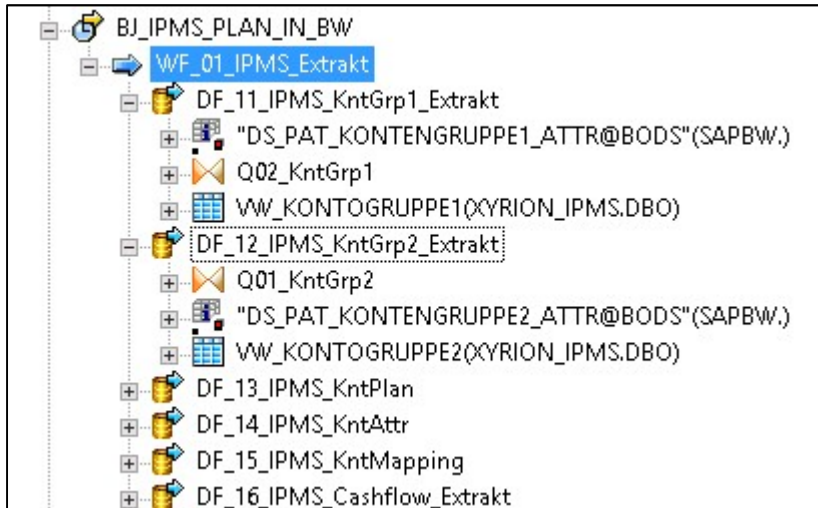 BJ_IPMS_PLAN_IN_BW
WF_01_IPMS_Extrakt
DF_11_IPMS_KntGrp1_Extrakt
"DS_PAT_KONTENGRUPPE1_ATTR@BODS"(SAPBW.)
Q02_KntGrp1
VW_KONTOGRUPPE1(XYRION_IPMS.DBO)
DF_12_IPMS_KntGrp2_Extrakt
Q01_KntGrp2
"DS_PAT_KONTENGRUPPE2_ATTR@BODS"(SAPBW.)
VW_KONTOGRUPPE2(XYRION_IPMS.DBO)
DF_13_IPMS_KntPlan
DF_14_IPMS_KntAttr
DF_15_IPMS_KntMapping
DF_16_IPMS_Cashflow_Extrakt